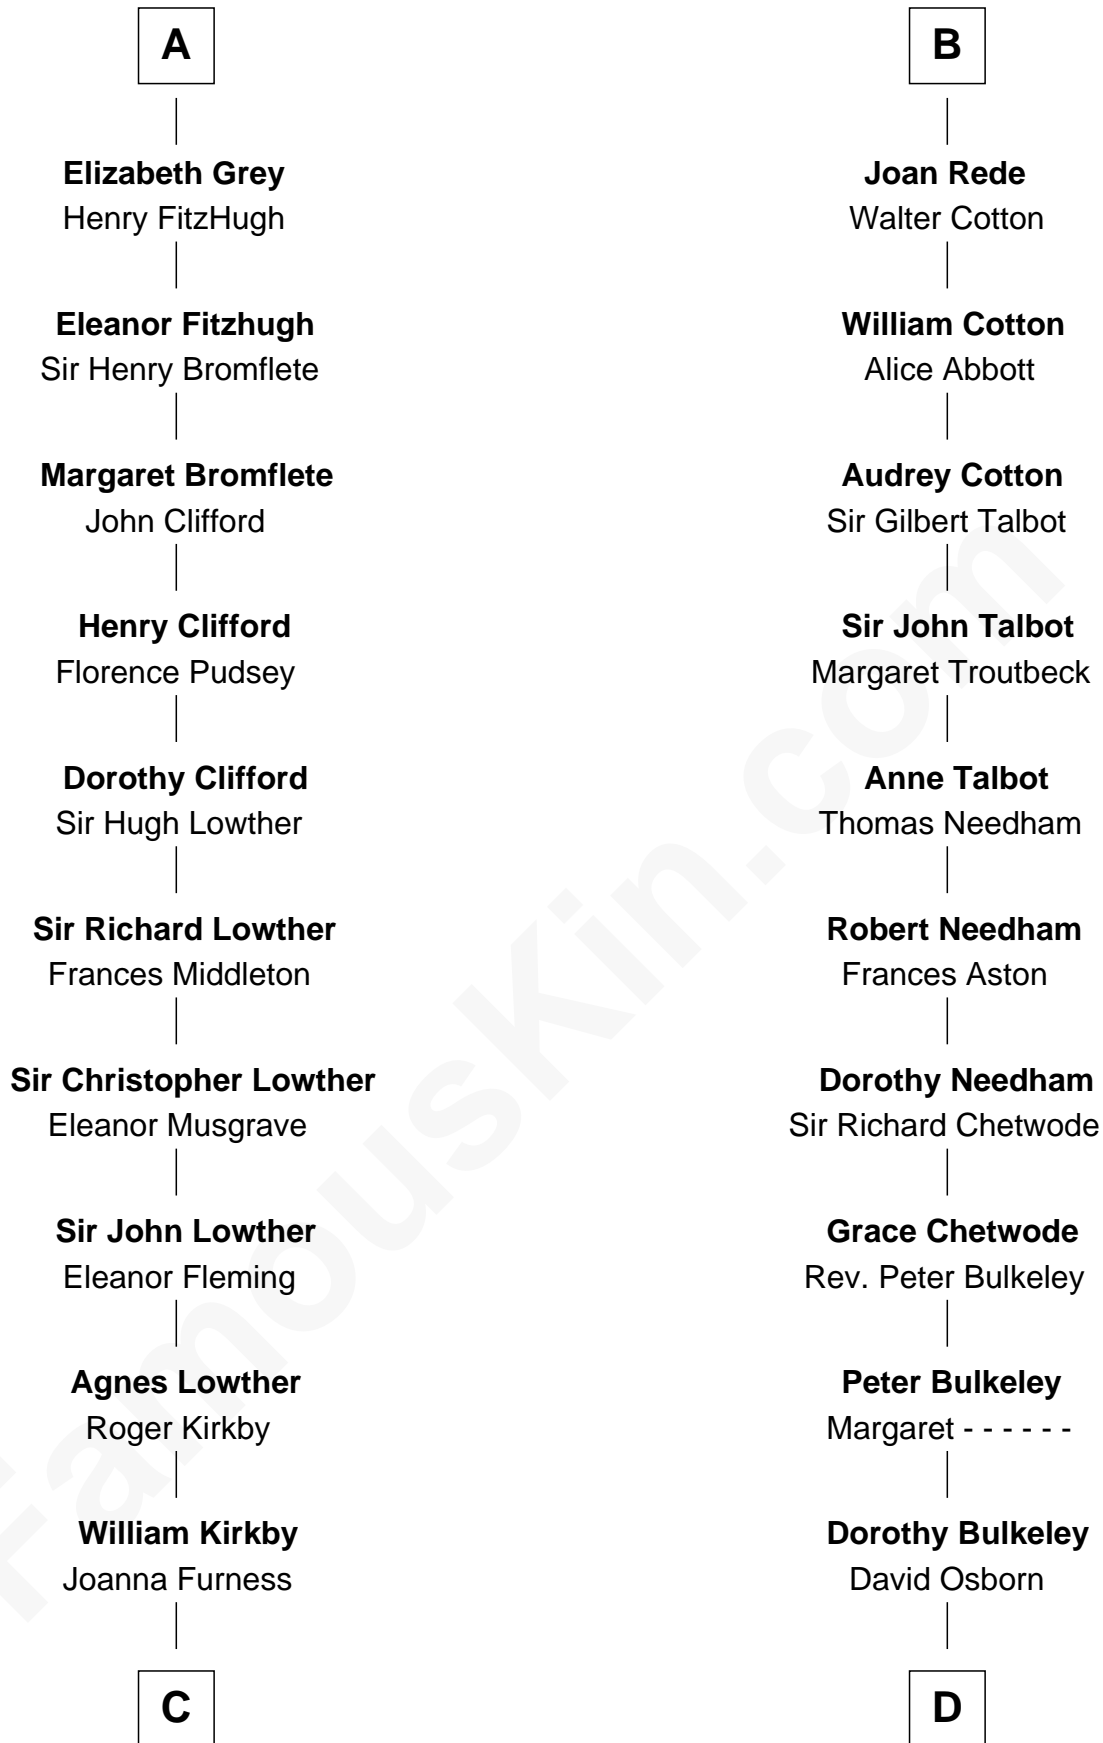 A
Elizabeth Grey
Henry FitzHugh
Eleanor Fitzhugh
Sir Henry Bromflete
Margaret Bromflete
John Clifford
Henry Clifford
Florence Pudsey
Dorothy Clifford
Sir Hugh Lowther
Sir Richard Lowther
Frances Middleton
Sir Christopher Lowther
Eleanor Musgrave
Sir John Lowther
Eleanor Fleming
Agnes Lowther
Roger Kirkby
William Kirkby
Joanna Furness
C
B
Joan Rede
Walter Cotton
William Cotton
Alice Abbott
Audrey Cotton
Sir Gilbert Talbot
Sir John Talbot
Margaret Troutbeck
Anne Talbot
Thomas Needham
Robert Needham
Frances Aston
Dorothy Needham
Sir Richard Chetwode
Grace Chetwode
Rev. Peter Bulkeley
Peter Bulkeley
Margaret - - - - - -
Dorothy Bulkeley
David Osborn
D
FamousKin.com